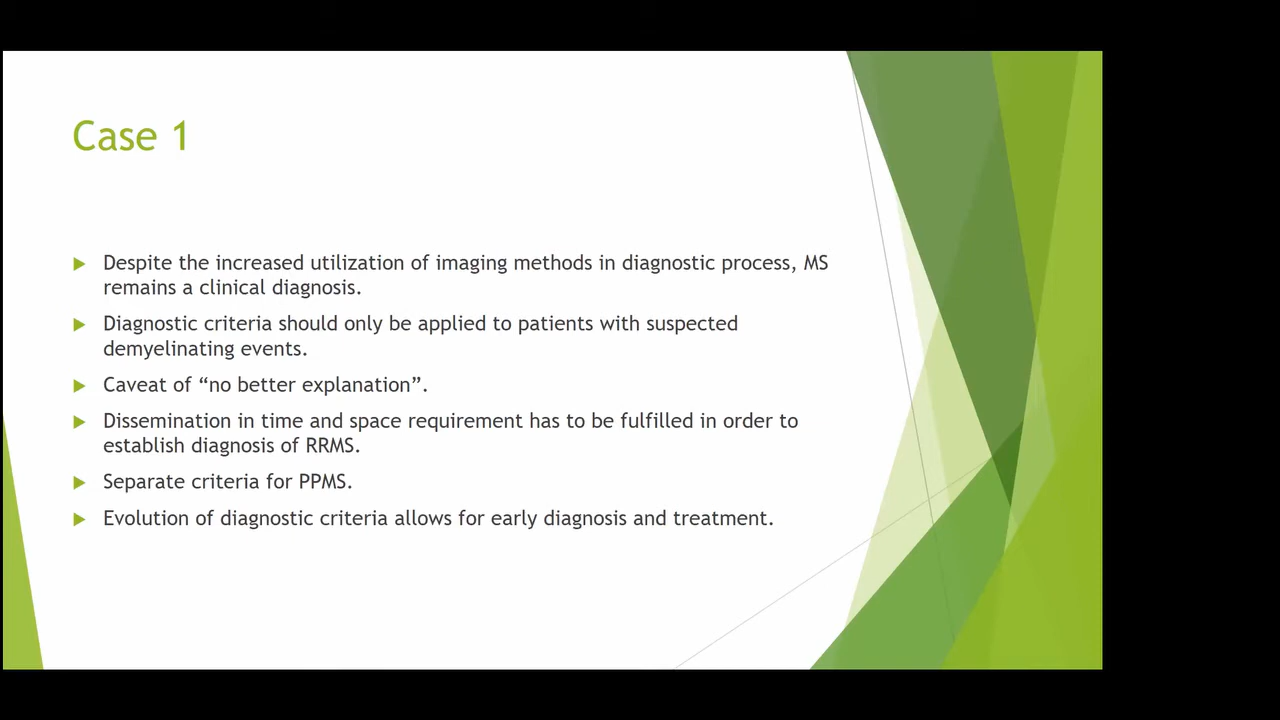 Case 1
Despite the increased utilization of imaging methods in diagnostic process, MS
remains a clinical diagnosis.
Diagnostic criteria should only be applied to patients with suspected
demyelinating events.
Caveat of “no better explanation”.
Dissemination in time and space requirement has to be fulfilled in order to
establish diagnosis of RRMS.
Separate criteria for PPMS.
Evolution of diagnostic criteria allows for early diagnosis and treatment.